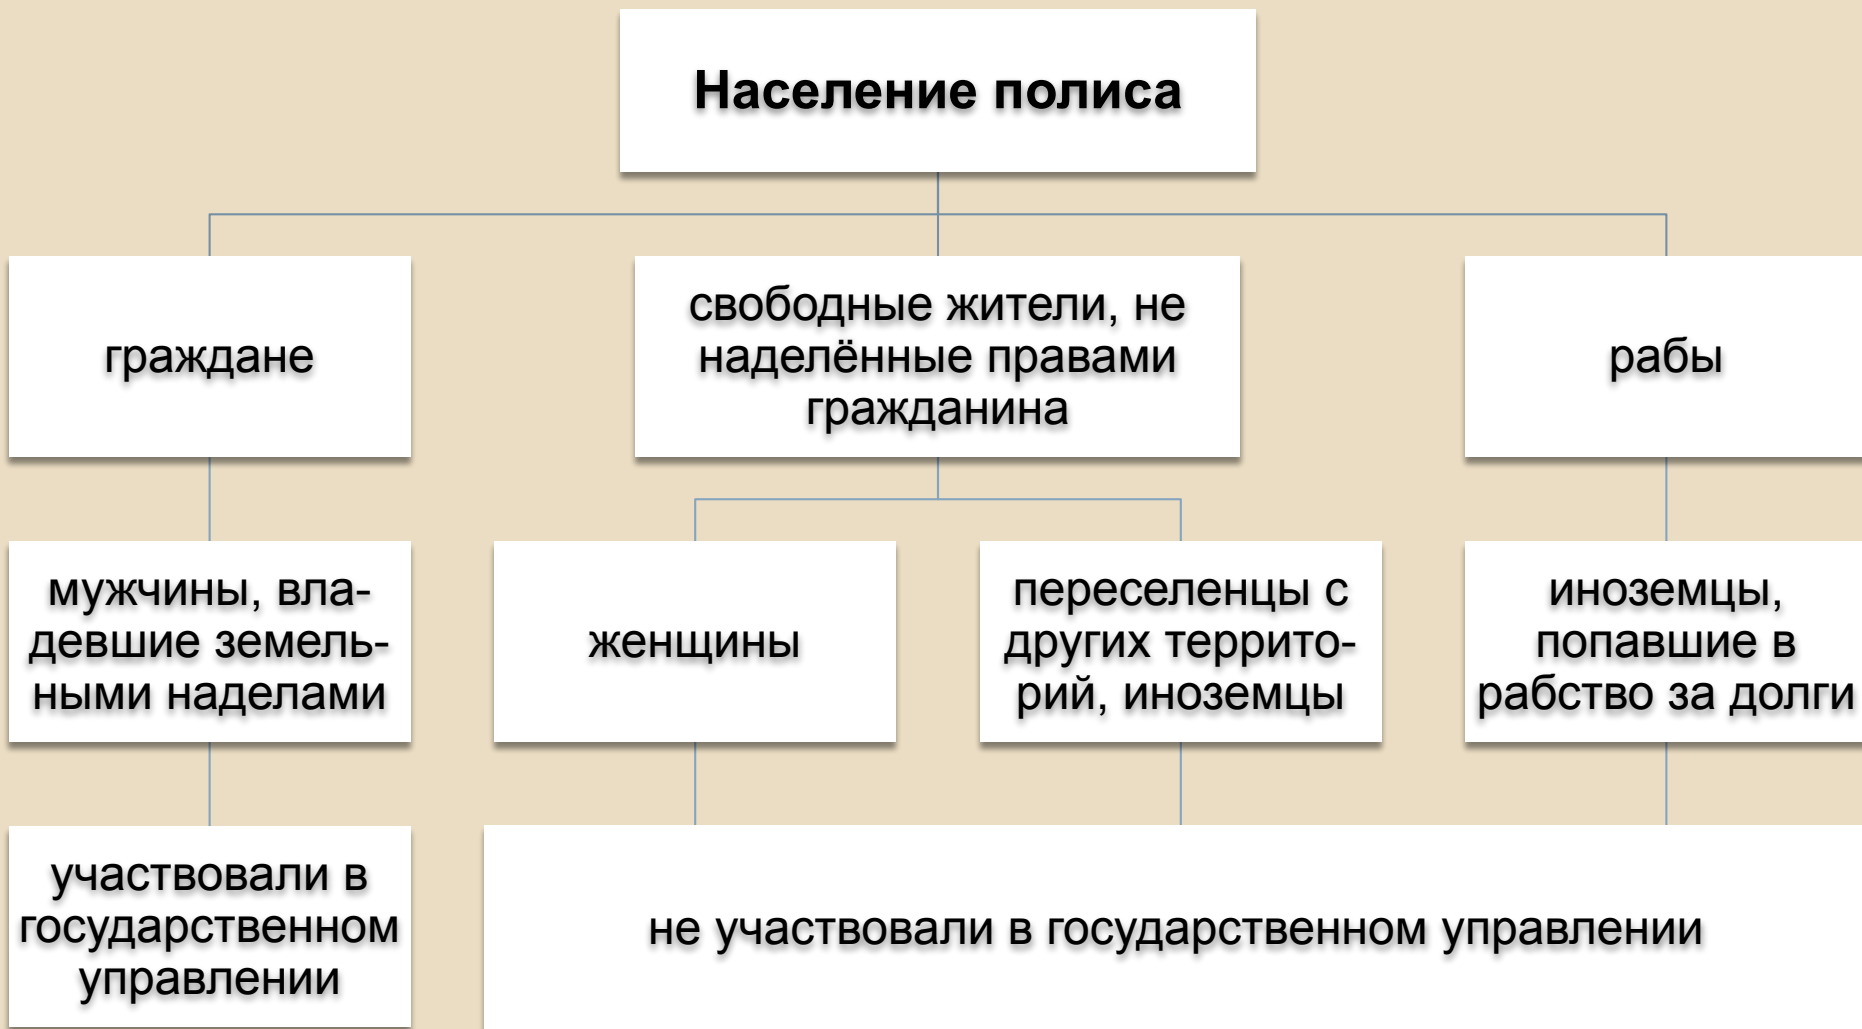 Население полиса
граждане
свободные жители, не
наделённые правами
гражданина
рабы
мужчины, вла-
девшие земель-
ными наделами
женщины
переселенцы с
других террито-
рий, иноземцы
иноземцы,
попавшие в
рабство за долги
участвовали в
государственном
управлении
не участвовали в государственном управлении